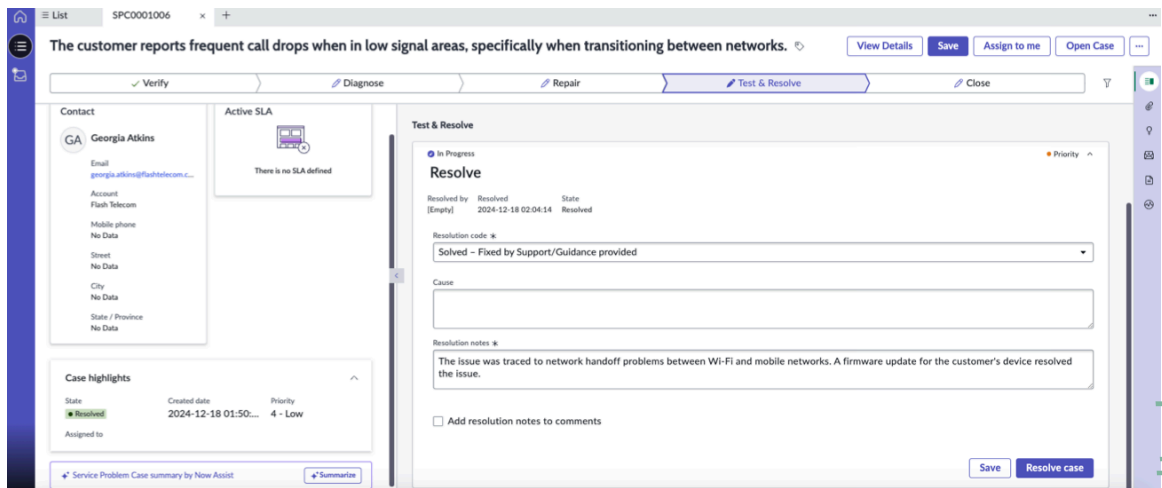 List
SPC0001006
The customer reports frequent call drops when in low signal areas, specifically when transitioning between networks.
View Details
Save
Assign to me
Open Case
Verify
Diagnose
Repair
Test & Resolve
Close
Contact
GA
Georgia Atkins
Email
georgia.atkins@flashtelecom.c...
Account
Flash Telecom
Mobile phone
No Data
Street
No Data
City
No Data
State / Province
No Data
Active SLA
There is no SLA defined
Case highlights
State
Created date
Priority
Resolved
2024-12-18 01:50:...
4 - Low
Assigned to
Service Problem Case summary by Now Assist
Summarize
Test & Resolve
In Progress
Priority
Resolve
Resolved by
Resolved
State
[Empty]
2024-12-18 02:04:14
Resolved
Resolution code *
Solved – Fixed by Support/Guidance provided
Cause
Resolution notes *
The issue was traced to network handoff problems between Wi-Fi and mobile networks. A firmware update for the customer's device resolved
the issue.
Add resolution notes to comments
Save
Resolve case